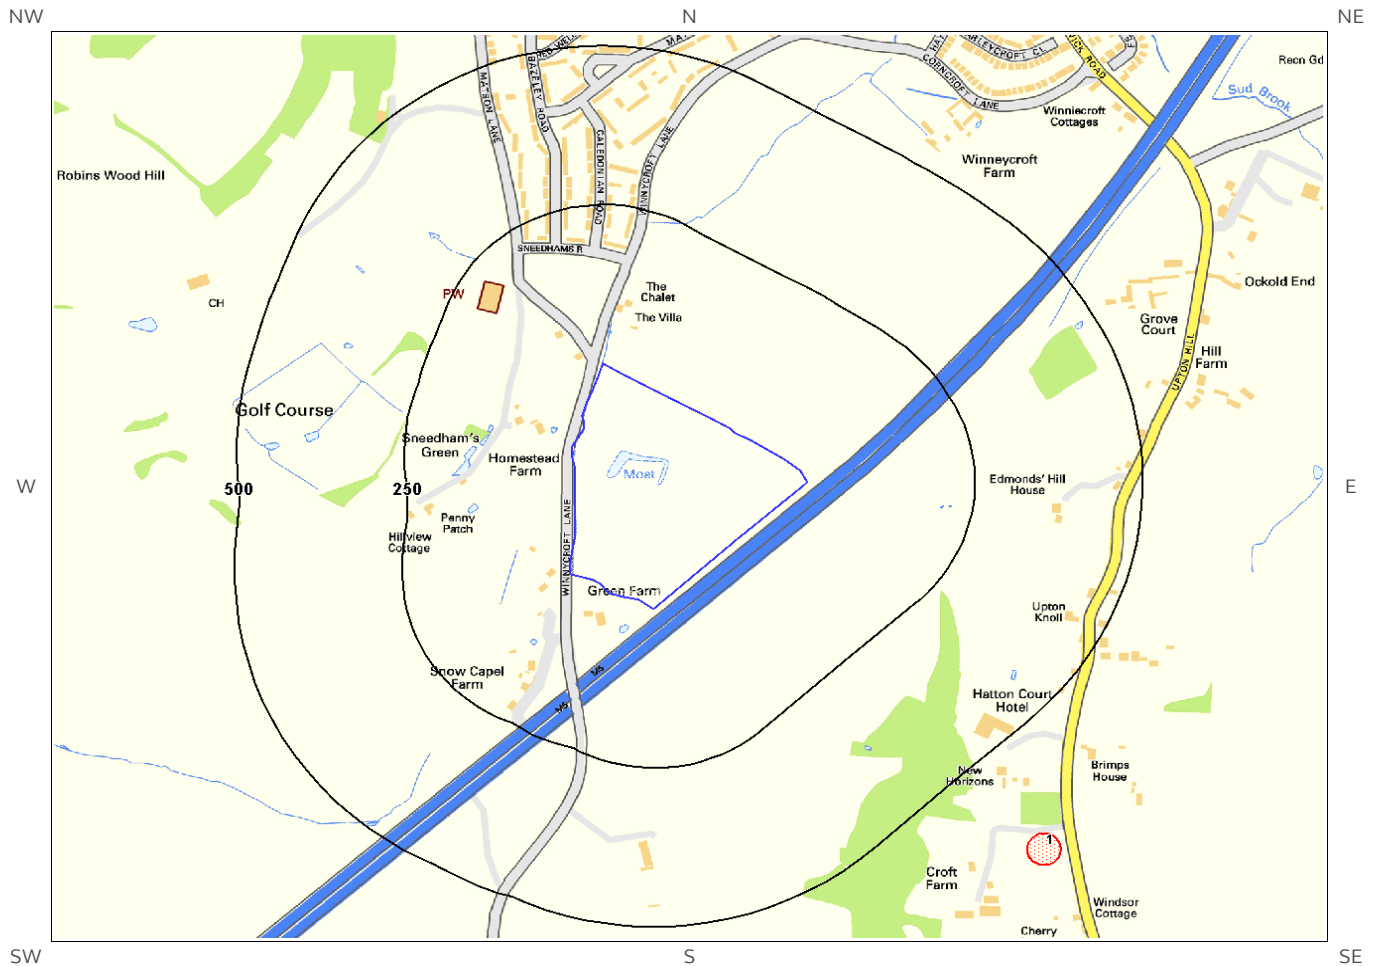 NW
N
NE
MATSON LANE
BAZELEY ROAD
CORNCROFT LANE
Recn Gd
Sud Brook
Winniecroft
Cottages
CALEDONIAN ROAD
WINNYCROFT LANE
Winneycroft
Farm
Robins Wood Hill
SNEEDHAMS R
Ockold End
The
Chalet
PW
CH
The Villa
Grove
Court
UPTON HILL
Hill
Farm
Golf Course
Sneedham's
Green
Homestead
Farm
Moat
W
500
250
Edmonds' Hill
House
E
Penny
Patch
WINNYCROFT LANE
Hillview
Cottage
Green Farm
Upton
Knoll
Snow Capel
Farm
M5
M5
Hatton Court
Hotel
New
Horizons
Brimps
House
1
Croft
Farm
Windsor
Cottage
Cherry
SW
S
SE